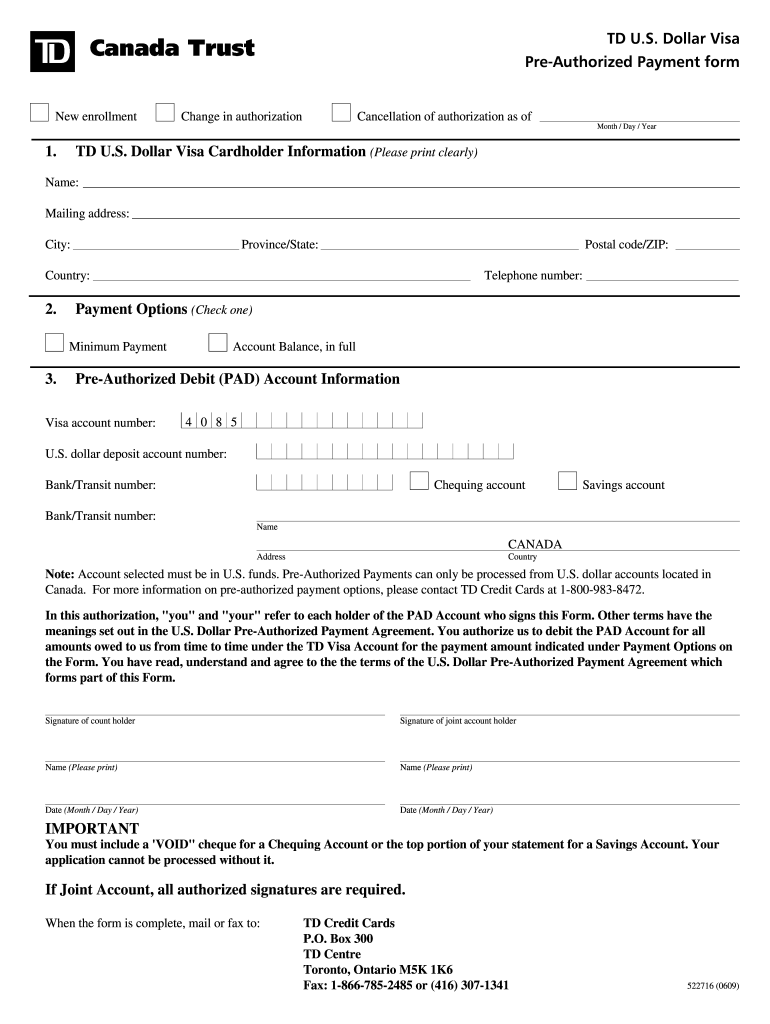 TD Canada Trust
TD U.S. Dollar Visa
Pre-Authorized Payment form
New enrollment Change in authorization Cancellation of authorization as of
Month / Day / Year
1. TD U.S. Dollar Visa Cardholder Information (Please print clearly)
Name:
Mailing address:
City: Province/State: Postal code/ZIP:
Country: Telephone number:
2. Payment Options (Check one)
Minimum Payment Account Balance, in full
3. Pre-Authorized Debit (PAD) Account Information
Visa account number: 4 0 8 5
U.S. dollar deposit account number:
Bank/Transit number: Chequing account Savings account
Bank/Transit number:
Name
CANADA
Address Country
Note: Account selected must be in U.S. funds. Pre-Authorized Payments can only be processed from U.S. dollar accounts located in
Canada. For more information on pre-authorized payment options, please contact TD Credit Cards at 1-800-983-8472.
In this authorization, "you" and "your" refer to each holder of the PAD Account who signs this Form. Other terms have the
meanings set out in the U.S. Dollar Pre-Authorized Payment Agreement. You authorize us to debit the PAD Account for all
amounts owed to us from time to time under the TD Visa Account for the payment amount indicated under Payment Options on
the Form. You have read, understand and agree to the the terms of the U.S. Dollar Pre-Authorized Payment Agreement which
forms part of this Form.
Signature of count holder Signature of joint account holder
Name (Please print) Name (Please print)
Date (Month / Day / Year) Date (Month / Day / Year)
IMPORTANT
You must include a 'VOID" cheque for a Chequing Account or the top portion of your statement for a Savings Account. Your
application cannot be processed without it.
If Joint Account, all authorized signatures are required.
When the form is complete, mail or fax to: TD Credit Cards
P.O. Box 300
TD Centre
Toronto, Ontario M5K 1K6
Fax: 1-866-785-2485 or (416) 307-1341
522716 (0609)